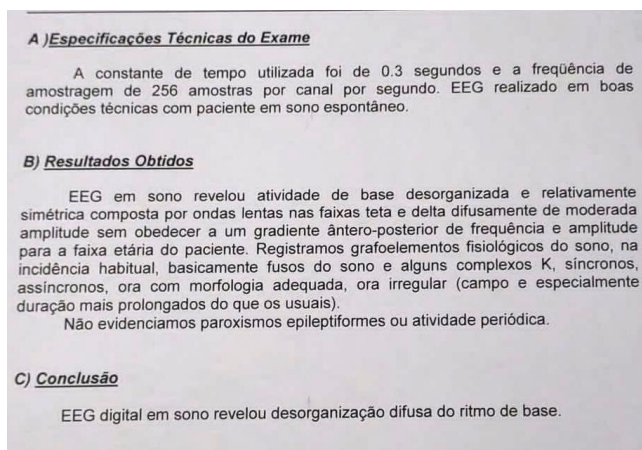 A )Especificações Técnicas do Exame
A constante de tempo utilizada foi de 0.3 segundos e a freqüência de
amostragem de 256 amostras por canal por segundo. EEG realizado em boas
condições técnicas com paciente em sono espontâneo.
B) Resultados Obtidos
EEG em sono revelou atividade de base desorganizada e relativamente
simétrica composta por ondas lentas nas faixas teta e delta difusamente de moderada
amplitude sem obedecer a um gradiente ântero-posterior de frequência e amplitude
para a faixa etária do paciente. Registramos grafoelementos fisiológicos do sono, na
incidência habitual, basicamente fusos do sono e alguns complexos K, síncronos,
assíncronos, ora com morfologia adequada, ora irregular (campo e especialmente
duração mais prolongados do que os usuais).
Não evidenciamos paroxismos epileptiformes ou atividade periódica.
C) Conclusão
EEG digital em sono revelou desorganização difusa do ritmo de base.